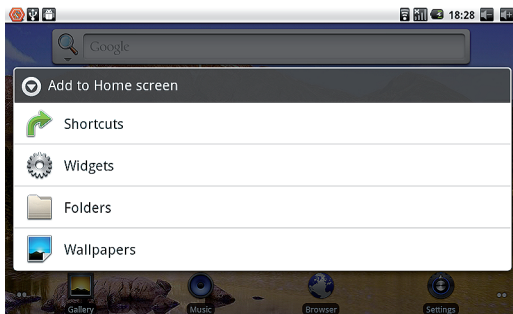 18:28
Google
Add to Home screen
Shortcuts
Widgets
Folders
Wallpapers
Gallery
Music
Browser
Settings